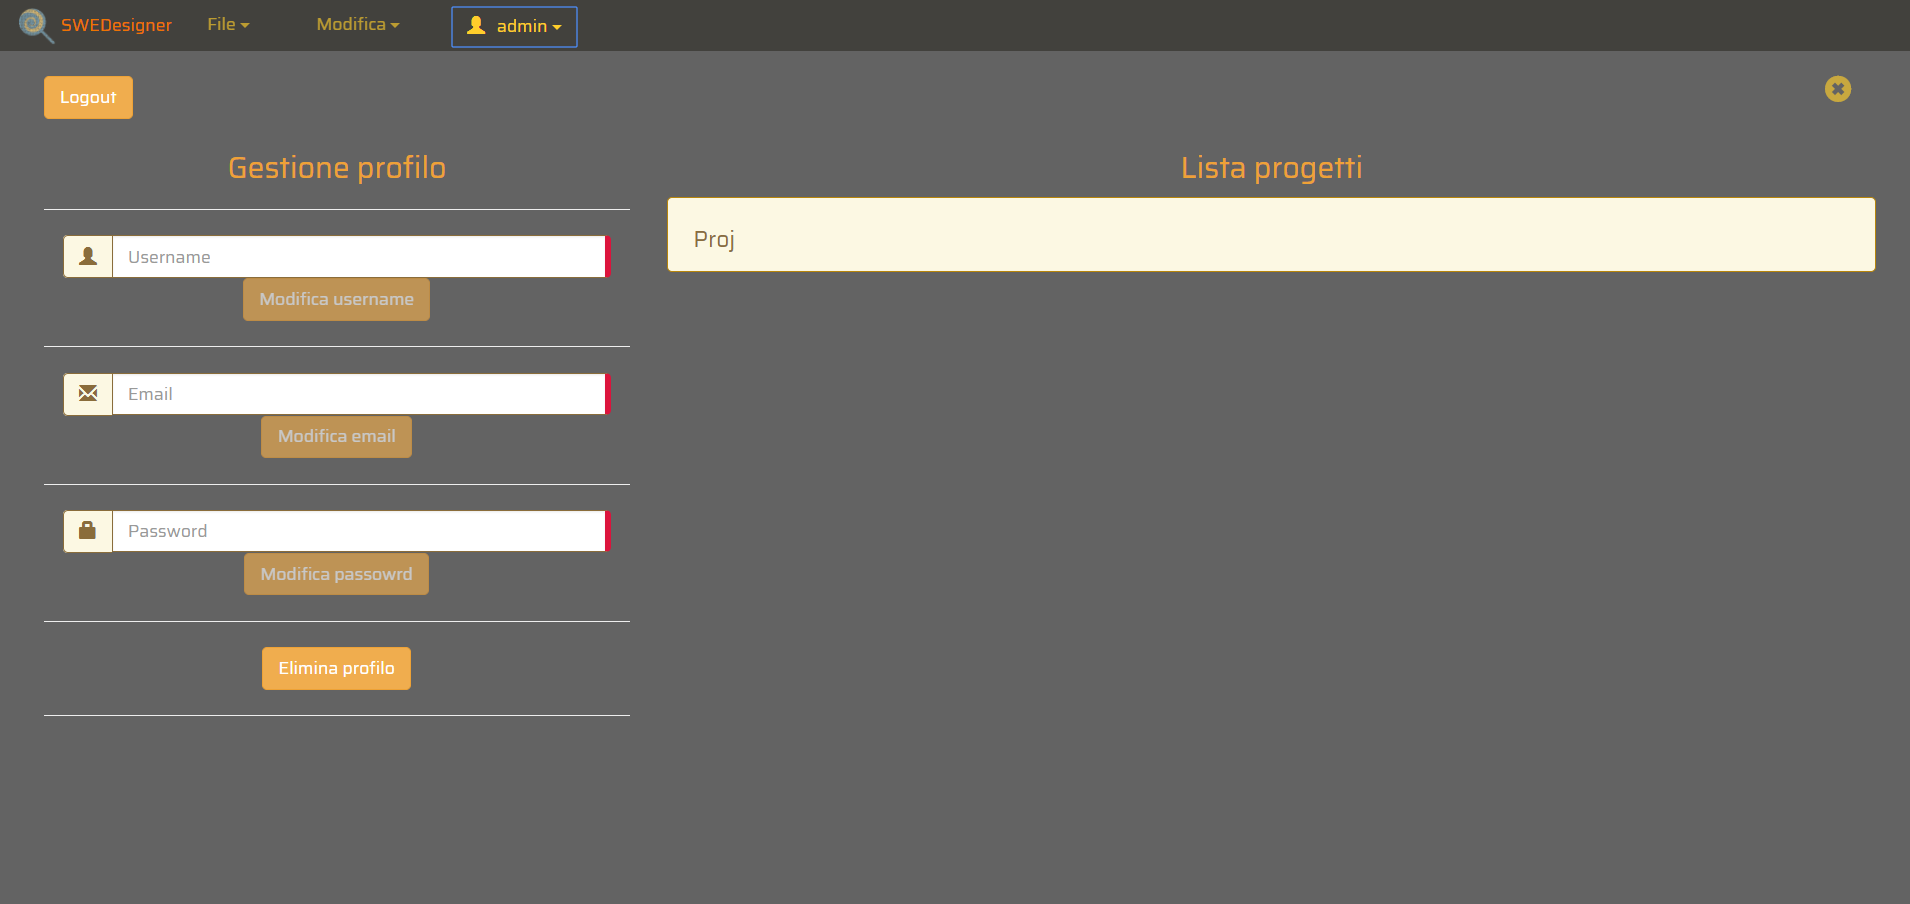 SWEDesigner
File
Modifica
admin
Logout
Gestione profilo
Username
Modifica username
Email
Modifica email
Password
Modifica passowrd
Elimina profilo
Lista progetti
Proj